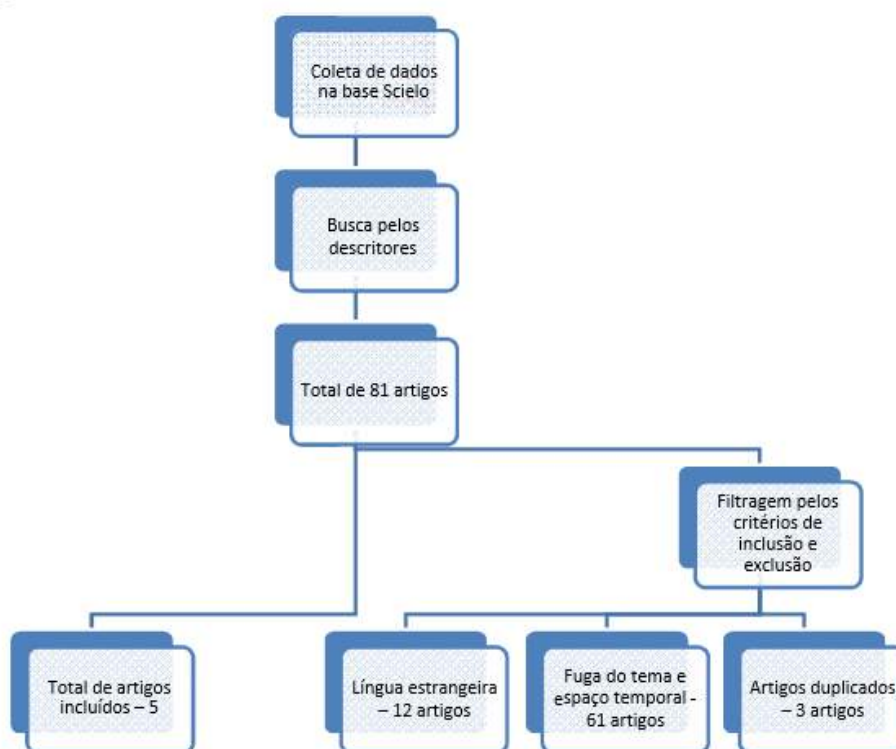 Coleta de dados
na base Scielo
Busca pelos
descritores
Total de 81 artigos
Filtragem pelos
critérios de
inclusão e
exclusão
Total de artigos
incluídos – 5
Língua estrangeira
– 12 artigos
Fuga do tema e
espaço temporal -
61 artigos
Artigos duplicados
– 3 artigos